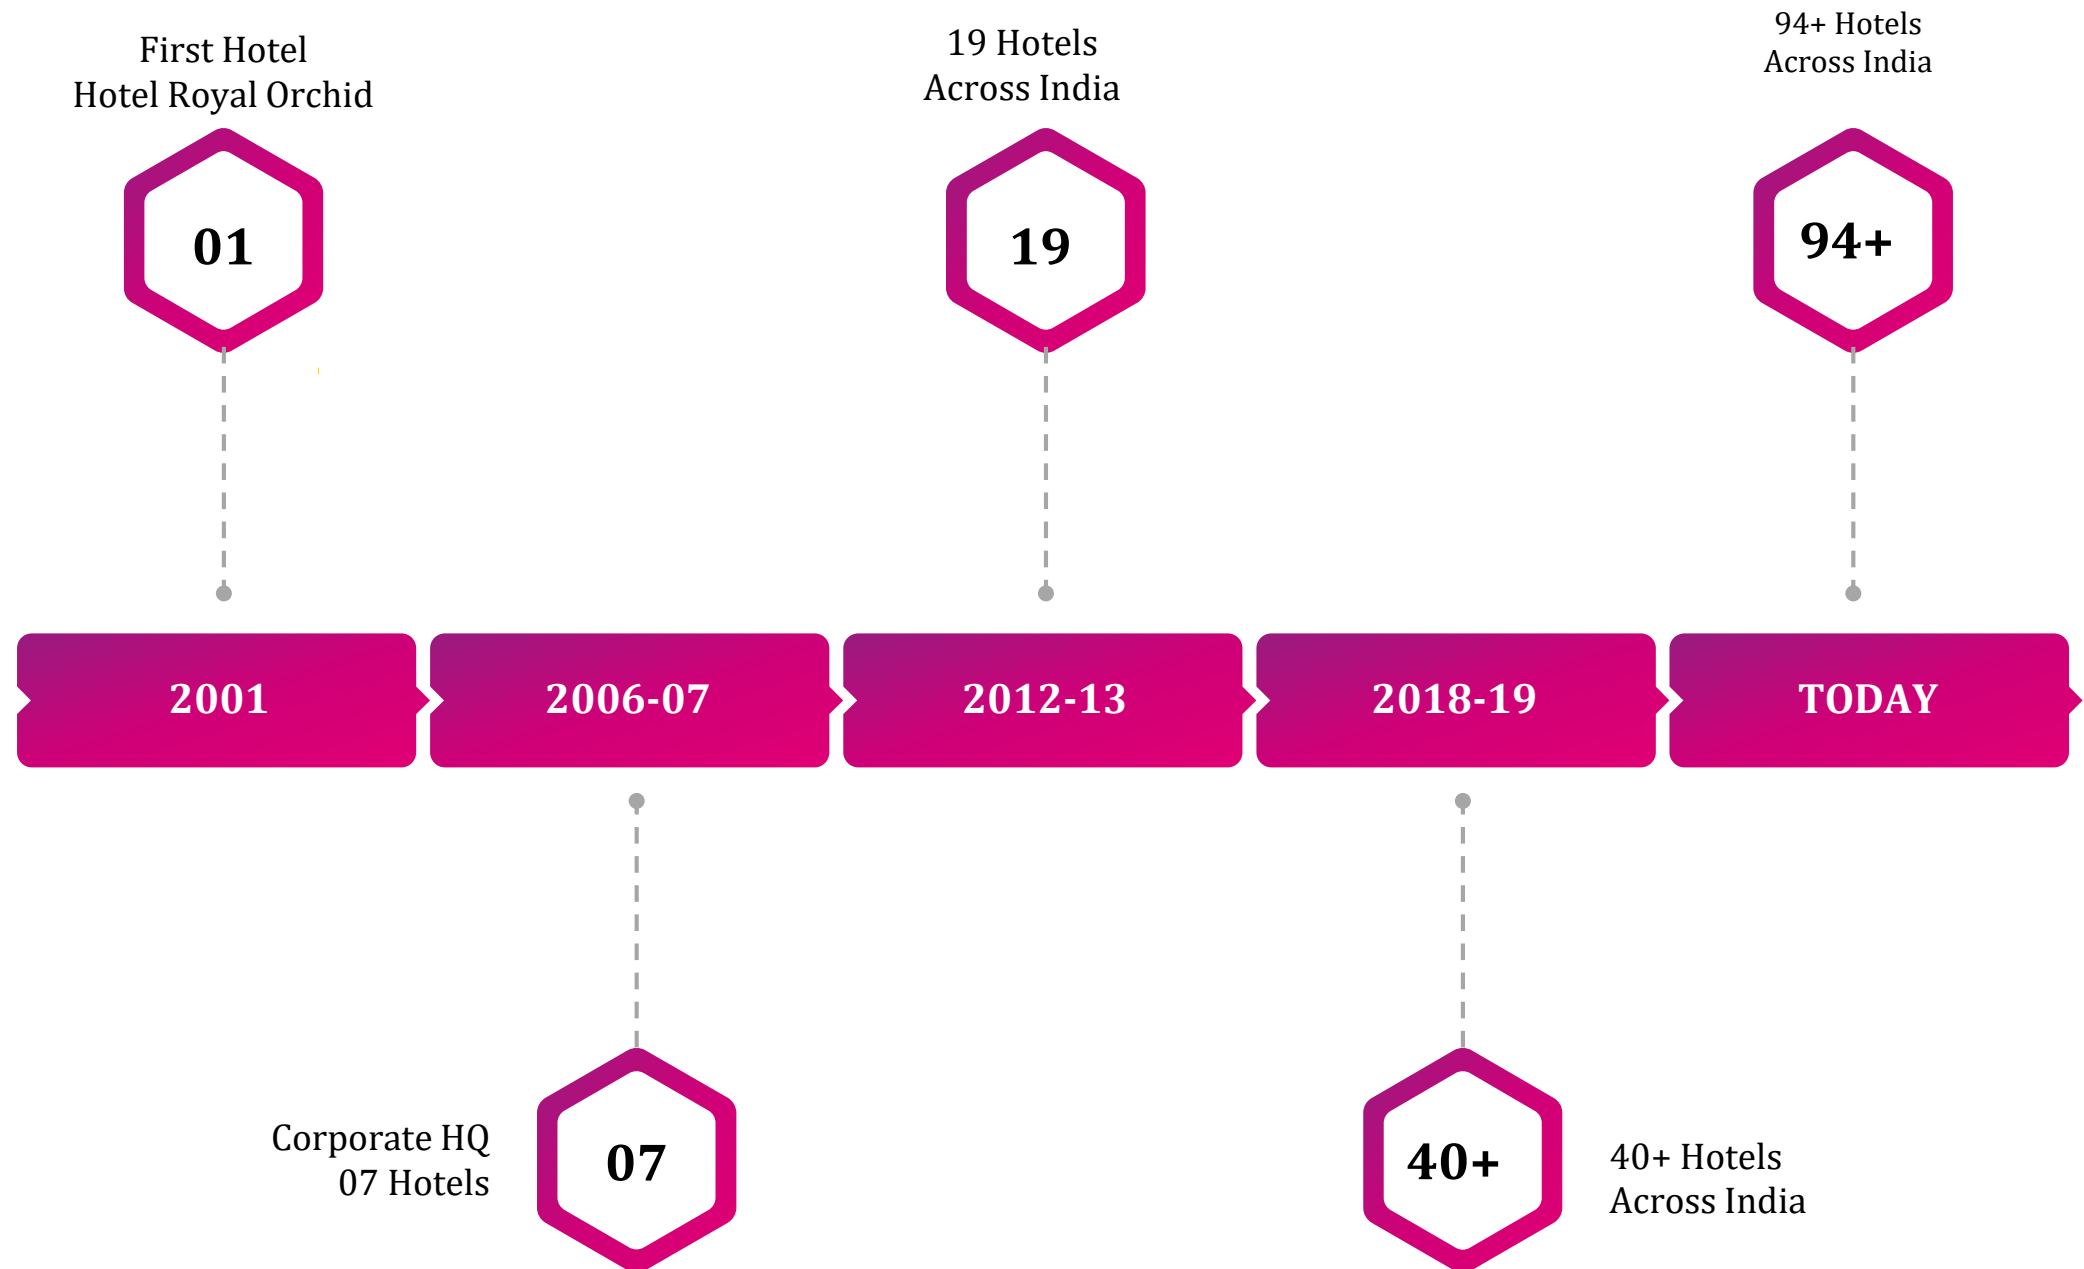 First Hotel
Hotel Royal Orchid
01
19 Hotels
Across India
19
94+ Hotels
Across India
94+
2001
2006-07
2012-13
2018-19
TODAY
Corporate HQ
07 Hotels
07
40+
40+ Hotels
Across India